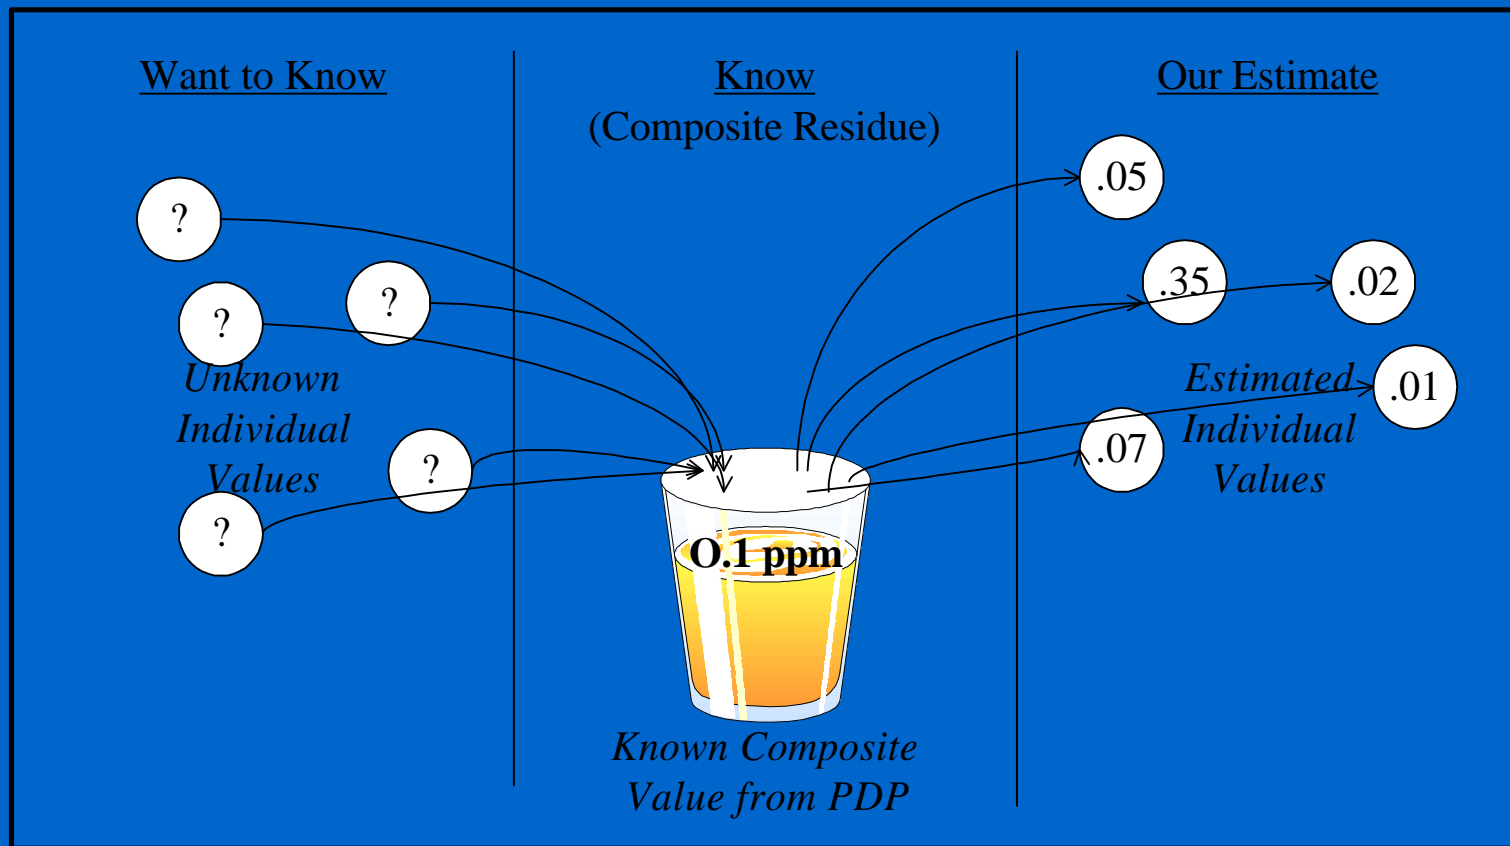 Want to Know
?
?
?
Unknown
Individual
Values
?
?
Know
(Composite Residue)
O.1 ppm
Known Composite
Value from PDP
Our Estimate
.05
.35
.02
Estimated
Individual
Values
.01
.07